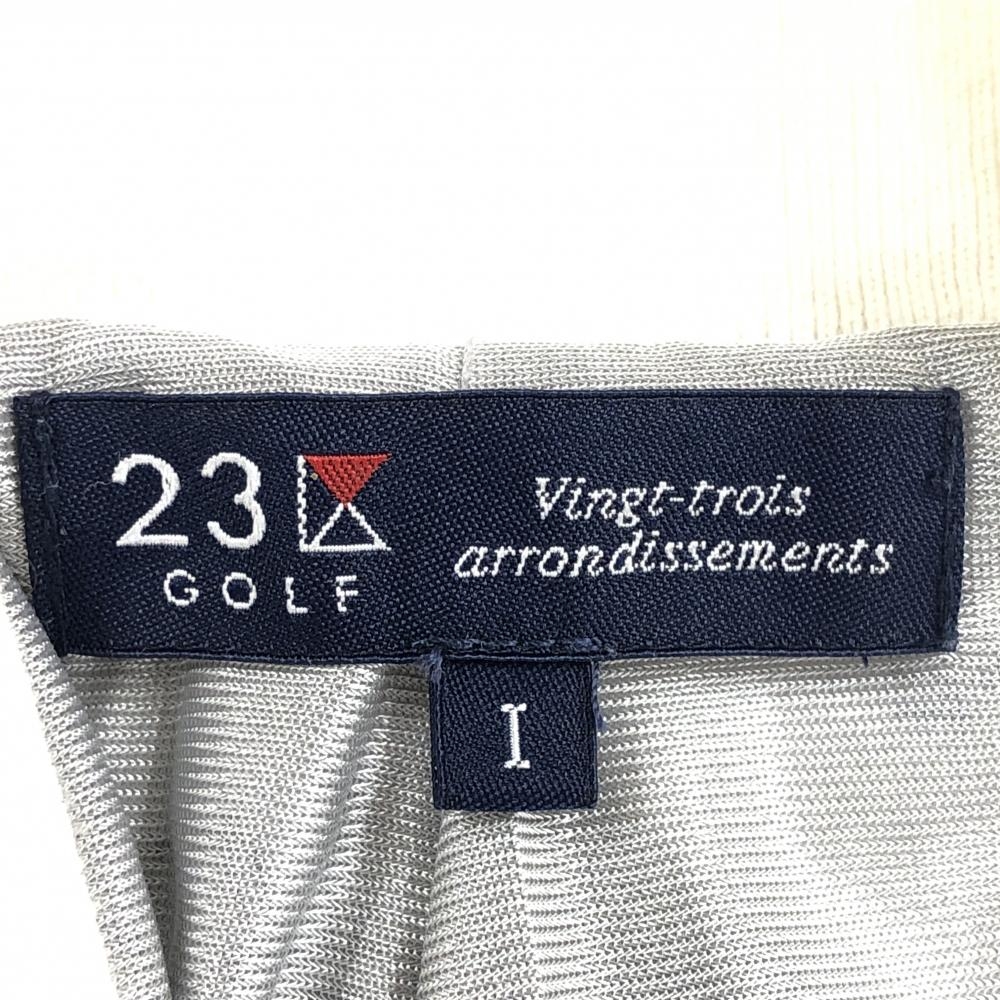 23
GOLF
Vingt-trois
arrondissements
I